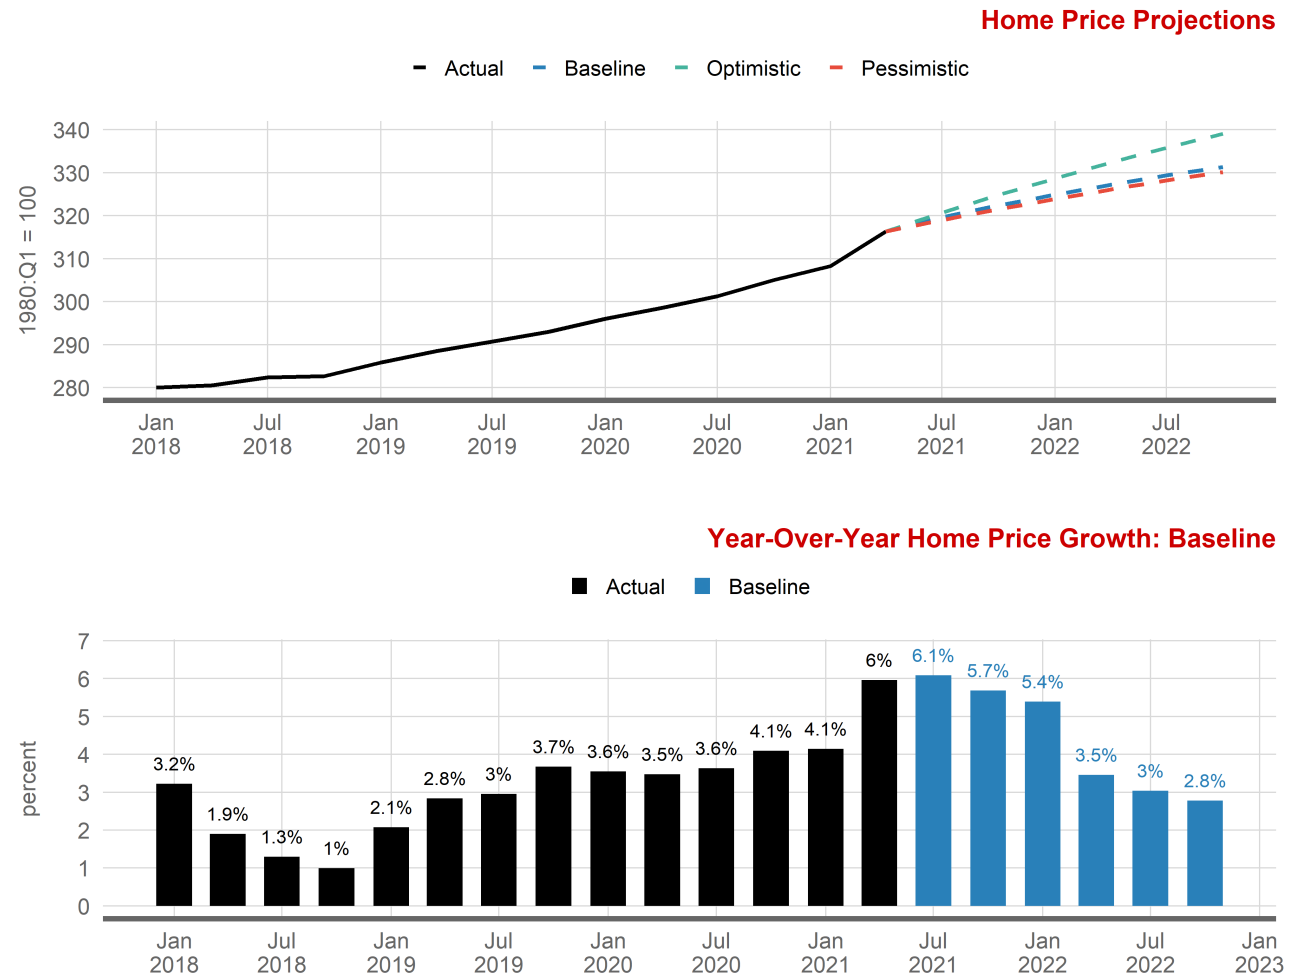 Home Price Projections
Actual Baseline Optimistic Pessimistic
1980:Q1 = 100
340
330
320
310
300
290
280
Jan Jul Jan Jul Jan Jul Jan Jul Jan Jul
2018 2018 2019 2019 2020 2020 2021 2021 2022 2022
Year-Over-Year Home Price Growth: Baseline
Actual Baseline
percent
7
6
5
4
3
2
1
0
3.2% 1.9% 1.3% 1% 2.1% 2.8% 3% 3.7% 3.6% 3.5% 3.6% 4.1% 4.1% 6% 6.1% 5.7% 5.4% 3.5% 3% 2.8%
Jan Jul Jan Jul Jan Jul Jan Jul Jan Jul Jan
2018 2018 2019 2019 2020 2020 2021 2021 2022 2022 2023